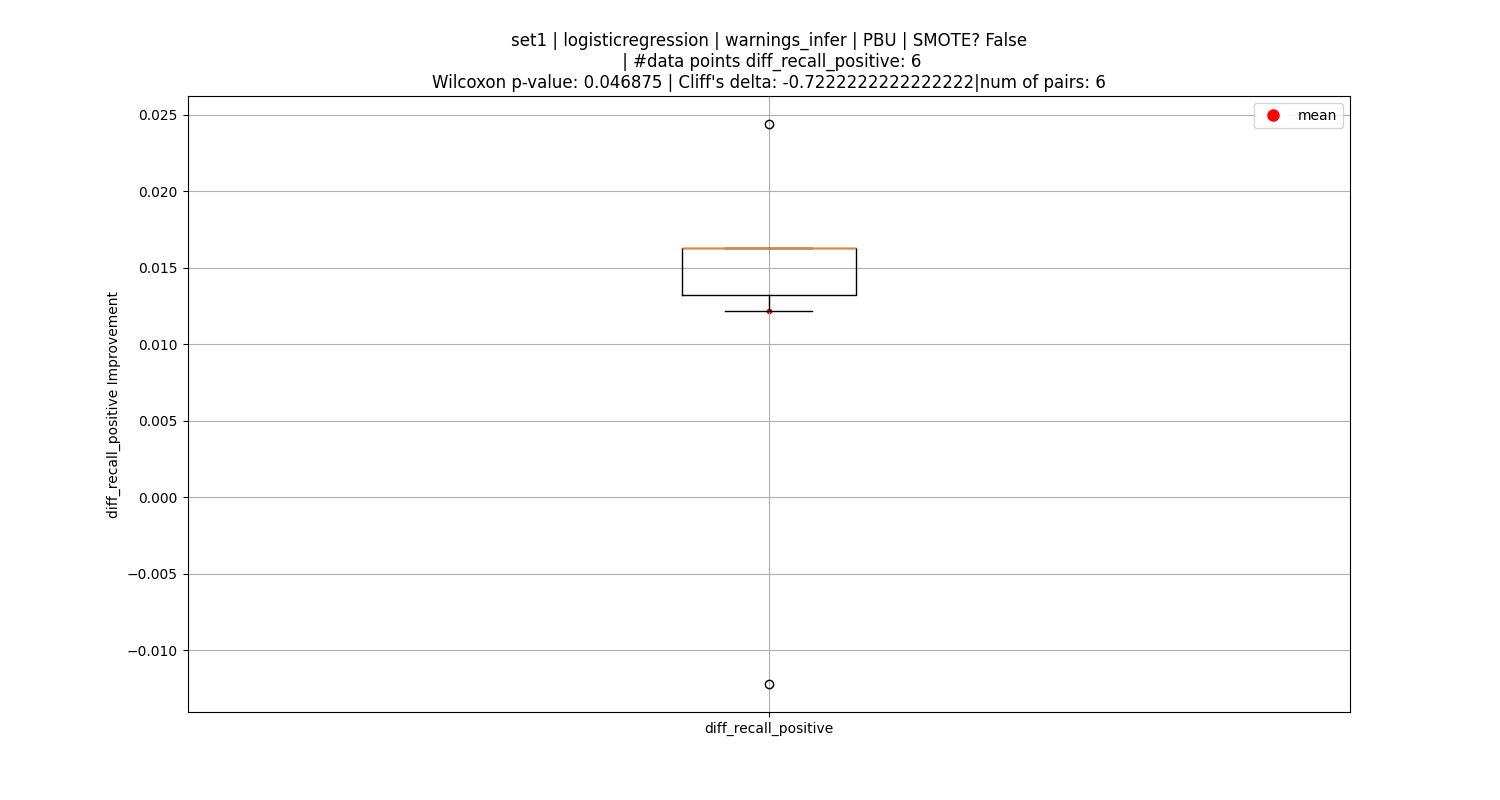 set1 | logisticregression | warnings_infer | PBU | SMOTE? False
| #data points diff_recall_positive: 6
Wilcoxon p-value: 0.046875 | Cliff's delta: -0.7222222222222222|num of pairs: 6
mean
0.025
0.020
0.015
0.010
0.005
0.000
−0.005
−0.010
diff_recall_positive Improvement
diff_recall_positive